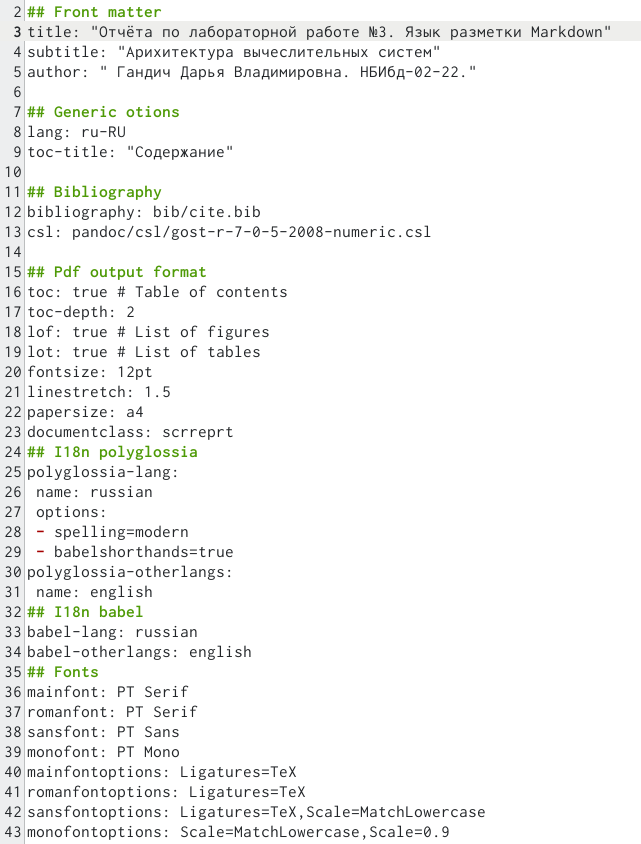 2 ## Front matter
3 title: "Отчёта по лабораторной работе №3. Язык разметки Markdown"
4 subtitle: "Арихитектура вычеслительных систем"
5 author: " Гандич Дарья Владимировна. НБИбд-02-22."
6
7 ## Generic otions
8 lang: ru-RU
9 toc-title: "Содержание"
10
11 ## Bibliography
12 bibliography: bib/cite.bib
13 csl: pandoc/csl/gost-r-7-0-5-2008-numeric.csl
14
15 ## Pdf output format
16 toc: true # Table of contents
17 toc-depth: 2
18 lof: true # List of figures
19 lot: true # List of tables
20 fontsize: 12pt
21 linestretch: 1.5
22 papersize: a4
23 documentclass: scrreprt
24 ## I18n polyglossia
25 polyglossia-lang:
26  name: russian
27  options:
28  - spelling=modern
29  - babelshorthands=true
30 polyglossia-otherlangs:
31  name: english
32 ## I18n babel
33 babel-lang: russian
34 babel-otherlangs: english
35 ## Fonts
36 mainfont: PT Serif
37 romanfont: PT Serif
38 sansfont: PT Sans
39 monofont: PT Mono
40 mainfontoptions: Ligatures=TeX
41 romanfontoptions: Ligatures=TeX
42 sansfontoptions: Ligatures=TeX,Scale=MatchLowercase
43 monofontoptions: Scale=MatchLowercase,Scale=0.9